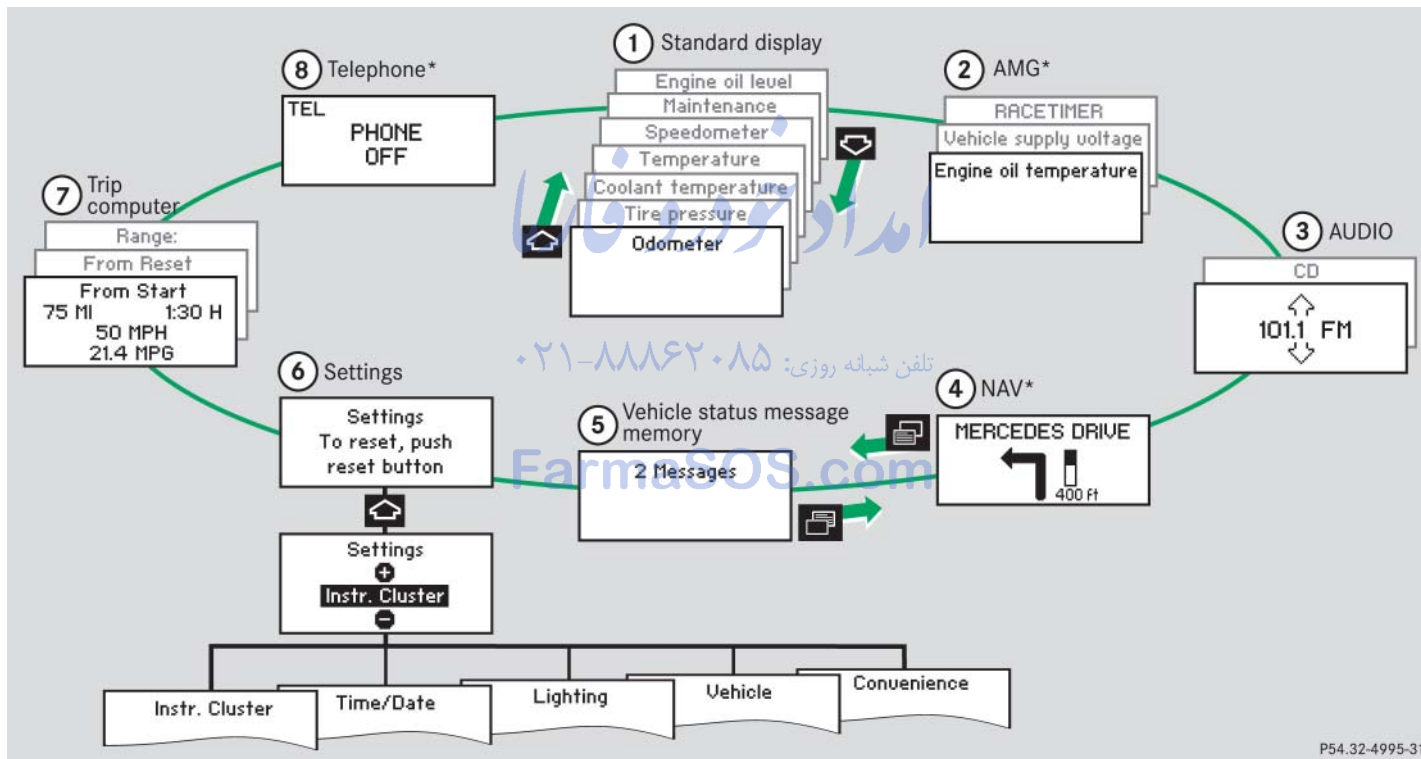 1 Standard display
Engine oil level
Maintenance
Speedometer
Temperature
Coolant temperature
Tire pressure
Odometer
2 AMG*
RACETIMER
Vehicle supply voltage
Engine oil temperature
3 AUDIO
CD
101.1 FM
4 NAV*
MERCEDES DRIVE
400 ft
5 Vehicle status message
memory
2 Messages
6 Settings
Settings
To reset, push
reset button
Settings
Instr. Cluster
Instr. Cluster
Time/Date
Lighting
Vehicle
Convenience
7 Trip
computer
Range:
From Reset
From Start
75 MI 1:30 H
50 MPH
21.4 MPG
8 Telephone*
TEL
PHONE
OFF
امداد خودرو فارما
تلفن شبانه روزی: ۰۲۱-۸۸۸۶۲۰۸۵
FarmaSOS.com
P54.32-4995-31